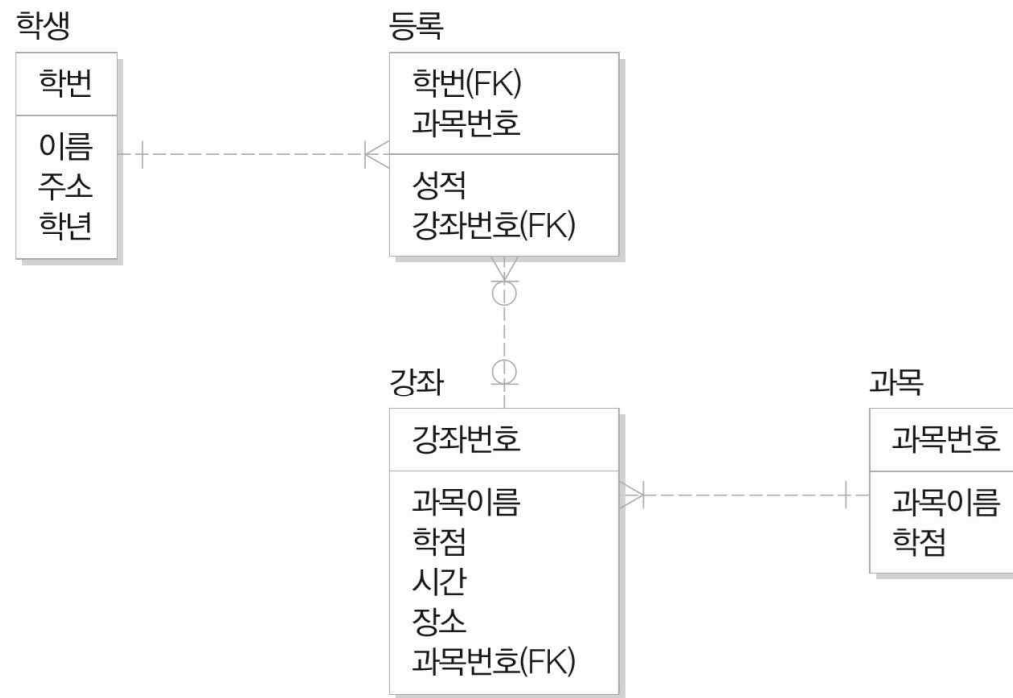 학생
학번
이름
주소
학년
등록
학번(FK)
과목번호
성적
강좌번호(FK)
강좌
강좌번호
과목이름
학점
시간
장소
과목번호(FK)
과목
과목번호
과목이름
학점